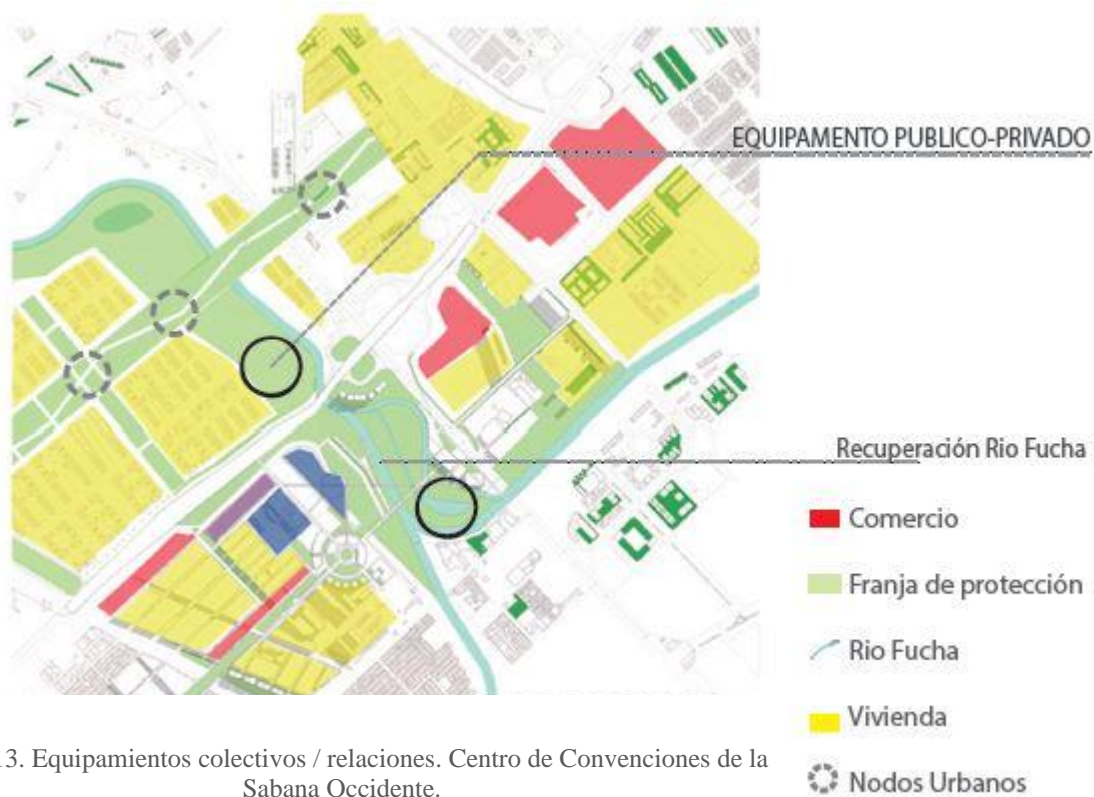 EQUIPAMENTO PUBLICO-PRIVADO
Recuperación Rio Fucha
Comercio
Franja de protección
Rio Fucha
Vivienda
Nodos Urbanos
13. Equipamientos colectivos / relaciones. Centro de Convenciones de la
Sabana Occidente.